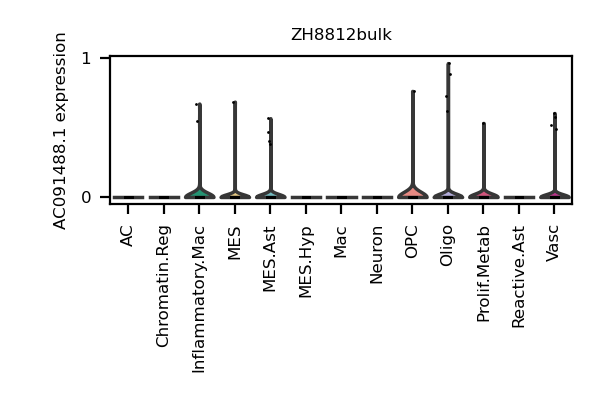 ZH8812bulk
AC091488.1 expression
1
0
AC
Chromatin.Reg
Inflammatory.Mac
MES
MES.Ast
MES.Hyp
Mac
Neuron
OPC
Oligo
Prolif.Metab
Reactive.Ast
Vasc